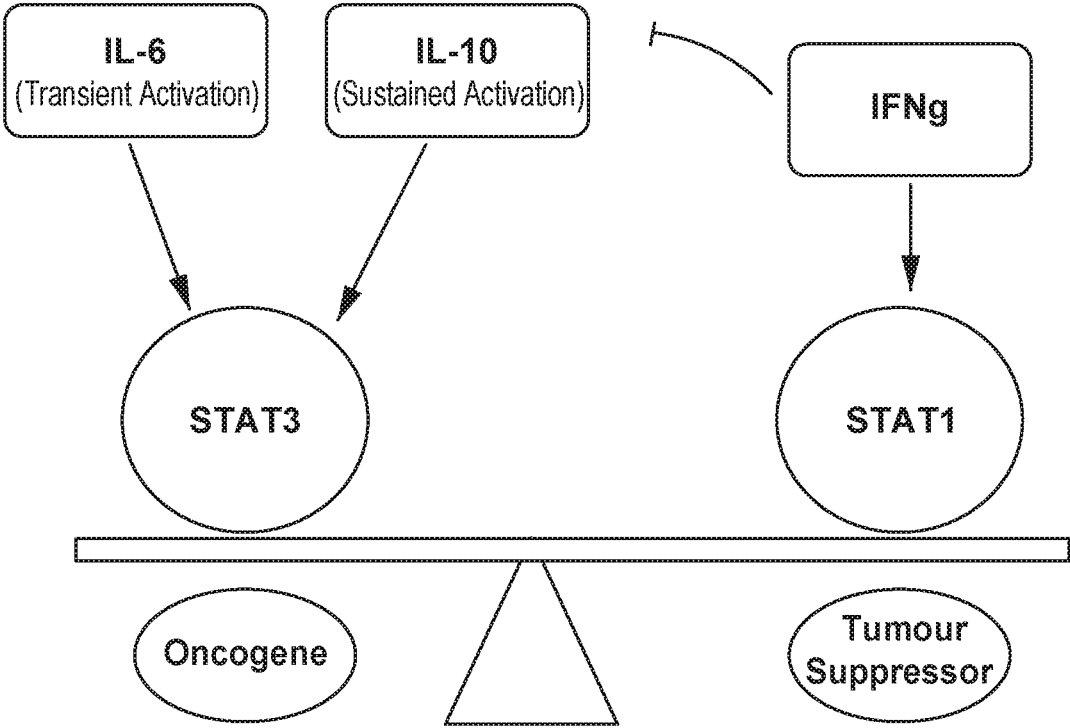 IL-6
(Transient Activation)
IL-10
(Sustained Activation)
IFNg
STAT3
STAT1
Oncogene
Tumour
Suppressor